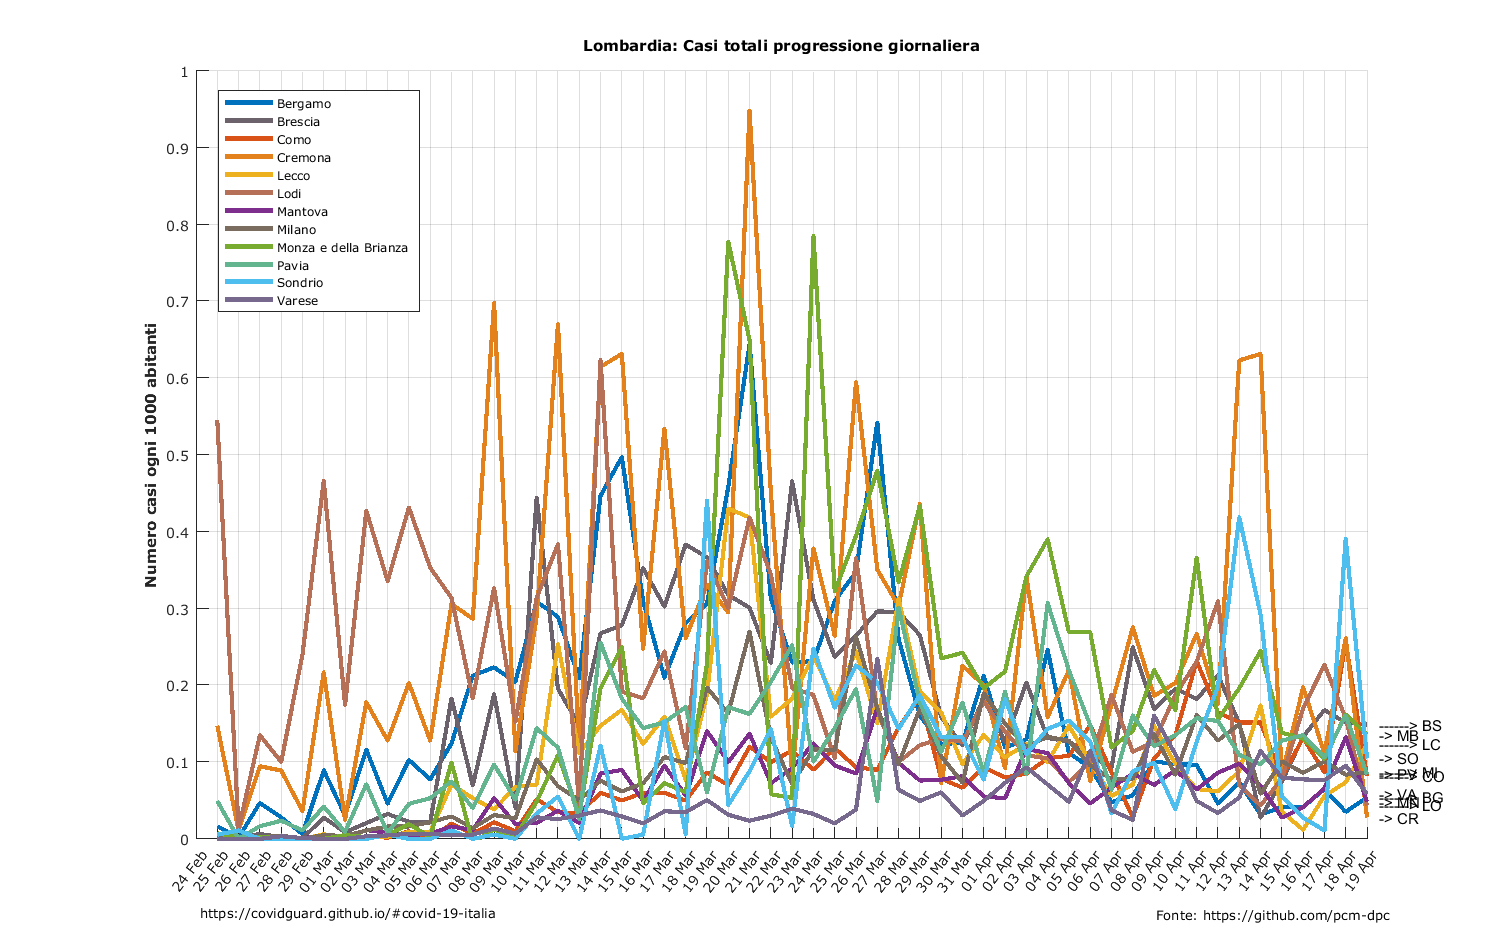 Lombardia: Casi totali progressione giornaliera
Numero casi ogni 1000 abitanti
1
0.9
0.8
0.7
0.6
0.5
0.4
0.3
0.2
0.1
0
Bergamo
Brescia
Como
Cremona
Lecco
Lodi
Mantova
Milano
Monza e della Brianza
Pavia
Sondrio
Varese
------> BS
-> MB
------> LC
-> SO
-> VA
-> CR
24 Feb
25 Feb
26 Feb
27 Feb
28 Feb
29 Feb
01 Mar
02 Mar
03 Mar
04 Mar
05 Mar
06 Mar
07 Mar
08 Mar
09 Mar
10 Mar
11 Mar
12 Mar
13 Mar
14 Mar
15 Mar
16 Mar
17 Mar
18 Mar
19 Mar
20 Mar
21 Mar
22 Mar
23 Mar
24 Mar
25 Mar
26 Mar
27 Mar
28 Mar
29 Mar
30 Mar
31 Mar
01 Apr
02 Apr
03 Apr
04 Apr
05 Apr
06 Apr
07 Apr
08 Apr
09 Apr
10 Apr
11 Apr
12 Apr
13 Apr
14 Apr
15 Apr
16 Apr
17 Apr
18 Apr
19 Apr
https://covidguard.github.io/#covid-19-italia
Fonte: https://github.com/pcm-dpc